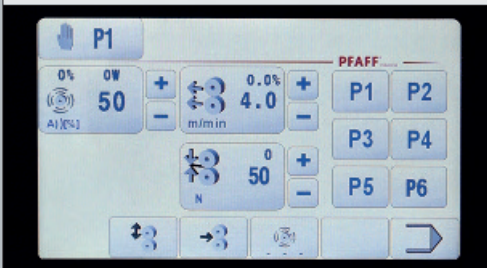 P1
PFAFF
0% 0W
50
A)[%]
0.0%
4.0
m/min
P1 P2
0
50
N
P3 P4
P5 P6